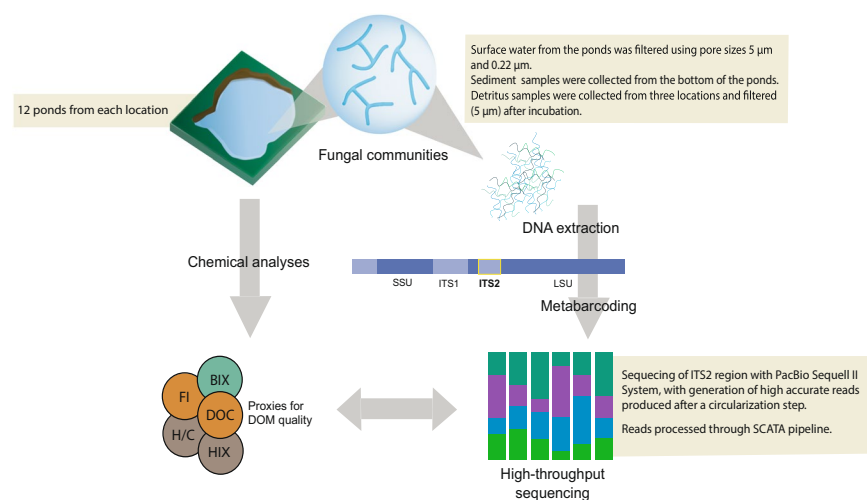 Surface water from the ponds was filtered using pore sizes 5 µm
and 0.22 µm.
Sediment samples were collected from the bottom of the ponds.
Detritus samples were collected from three locations and filtered
(5 µm) after incubation.
12 ponds from each location
Fungal communities
DNA extraction
Chemical analyses
SSU
ITS1
ITS2
LSU
Metabarcoding
BIX
FI
DOC
H/C
HIX
Proxies for
DOM quality
Sequecing of ITS2 region with PacBio Sequell II
System, with generation of high accurate reads
produced after a circularization step.
Reads processed through SCATA pipeline.
High-throughput
sequencing